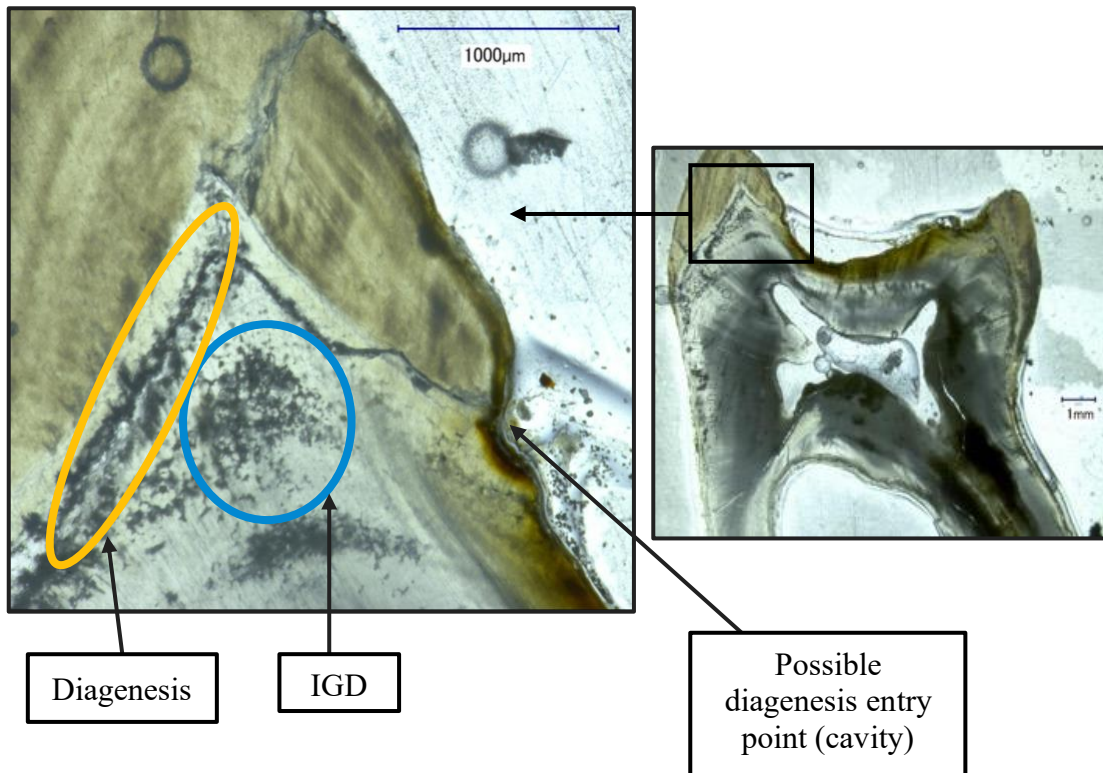 1000µm
1mm
Diagenesis
IGD
Possible
diagenesis entry
point (cavity)